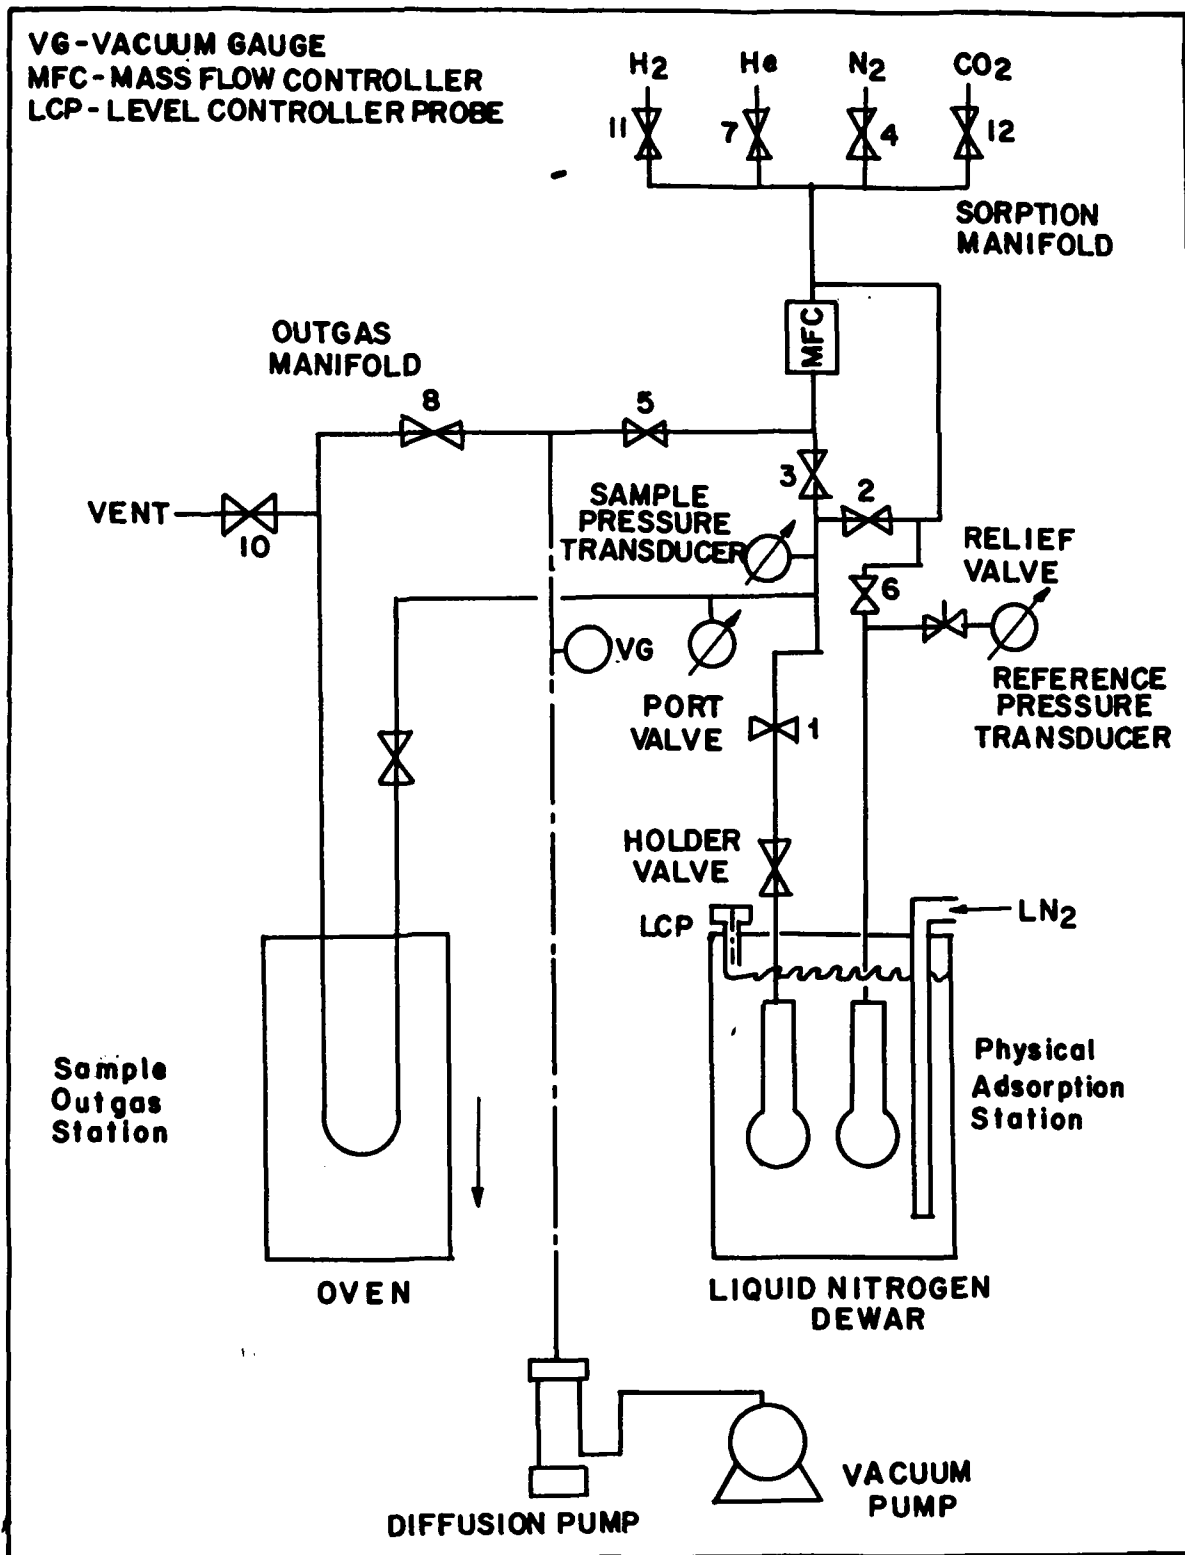 VG-VACUUM GAUGE
MFC-MASS FLOW CONTROLLER
LCP-LEVEL CONTROLLER PROBE
H2 He N2 CO2
11 7 4 12
SORPTION
MANIFOLD
MFC
OUTGAS
MANIFOLD
8 5
3
2
VENT
10
SAMPLE
PRESSURE
TRANSDUCER
RELIEF
VALVE
6
VG
PORT
VALVE
1
REFERENCE
PRESSURE
TRANSDUCER
HOLDER
VALVE
LCP
LN2
Sample
Outgas
Station
Physical
Adsorption
Station
OVEN
LIQUID NITROGEN
DEWAR
VACUUM
PUMP
DIFFUSION PUMP